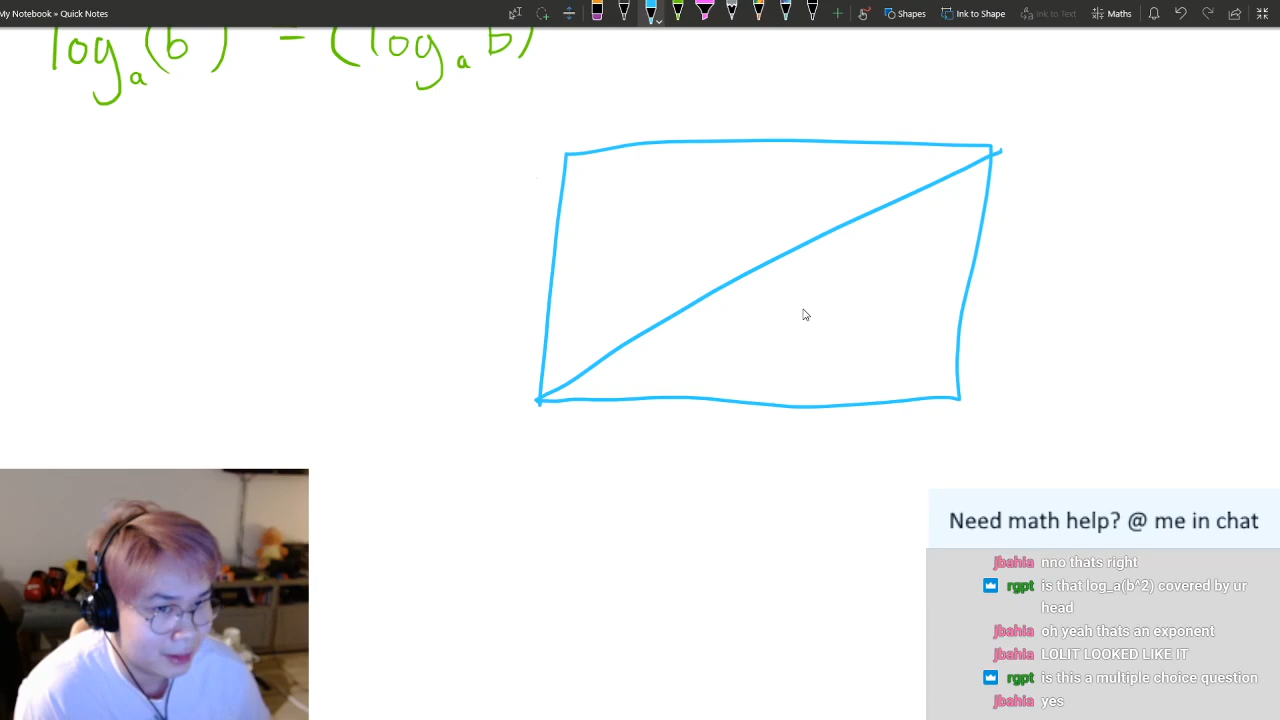 My Notebook » Quick Notes
Shapes
Ink to Shape
Ink to Text
Maths
log_a(b ) = (log_a b)
Need math help? @ me in chat
jbahia nno thats right
rgpt is that log_a(b^2) covered by ur
head
jbahia oh yeah thats an exponent
jbahia LOLIT LOOKED LIKE IT
rgpt is this a multiple choice question
jbahia yes